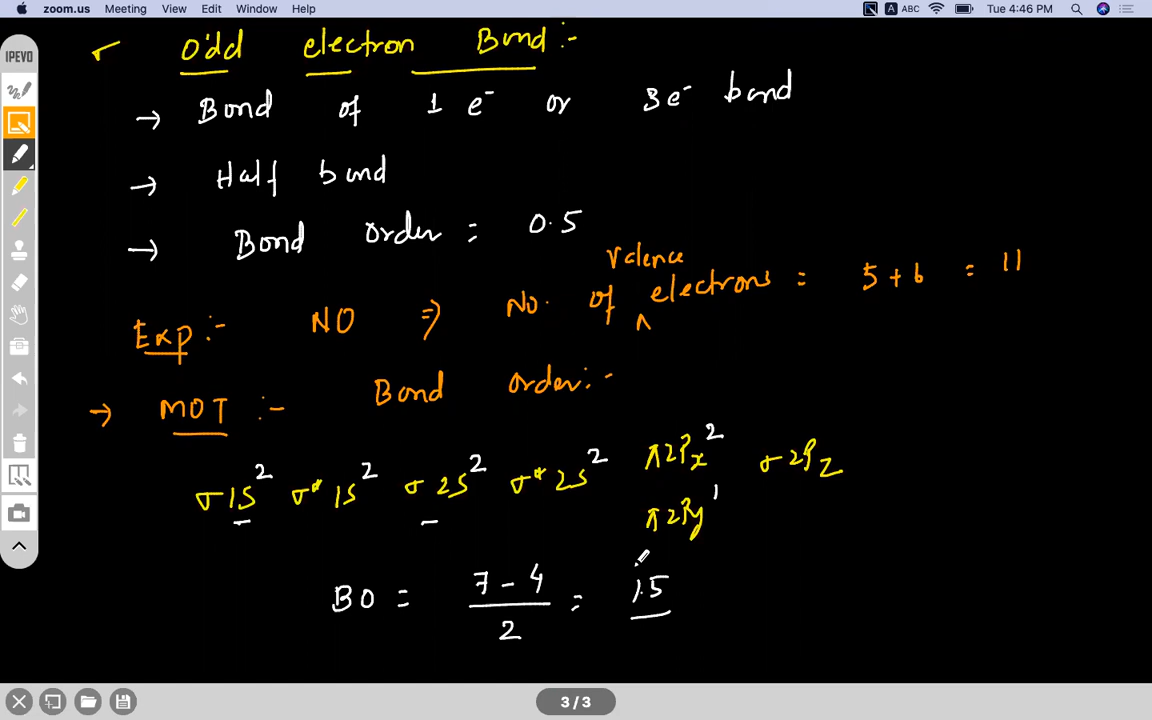 zoom.us Meeting View Edit Window Help A ABC Tue 4:46 PM
IPEVO
Odd electron Bond :-
→ Bond of 1 e⁻ or 3e⁻ bond
→ Half bond
→ Bond order = 0.5
Exp :- NO ⇒ No. of ^ valence electrons = 5 + 6 = 11
→ MOT :- Bond order :-
σ1s² σ*1s² σ2s² σ*2s² π2Px² σ2Pz
π2Py¹
BO = 7 - 4 / 2 = 1.5
3 / 3